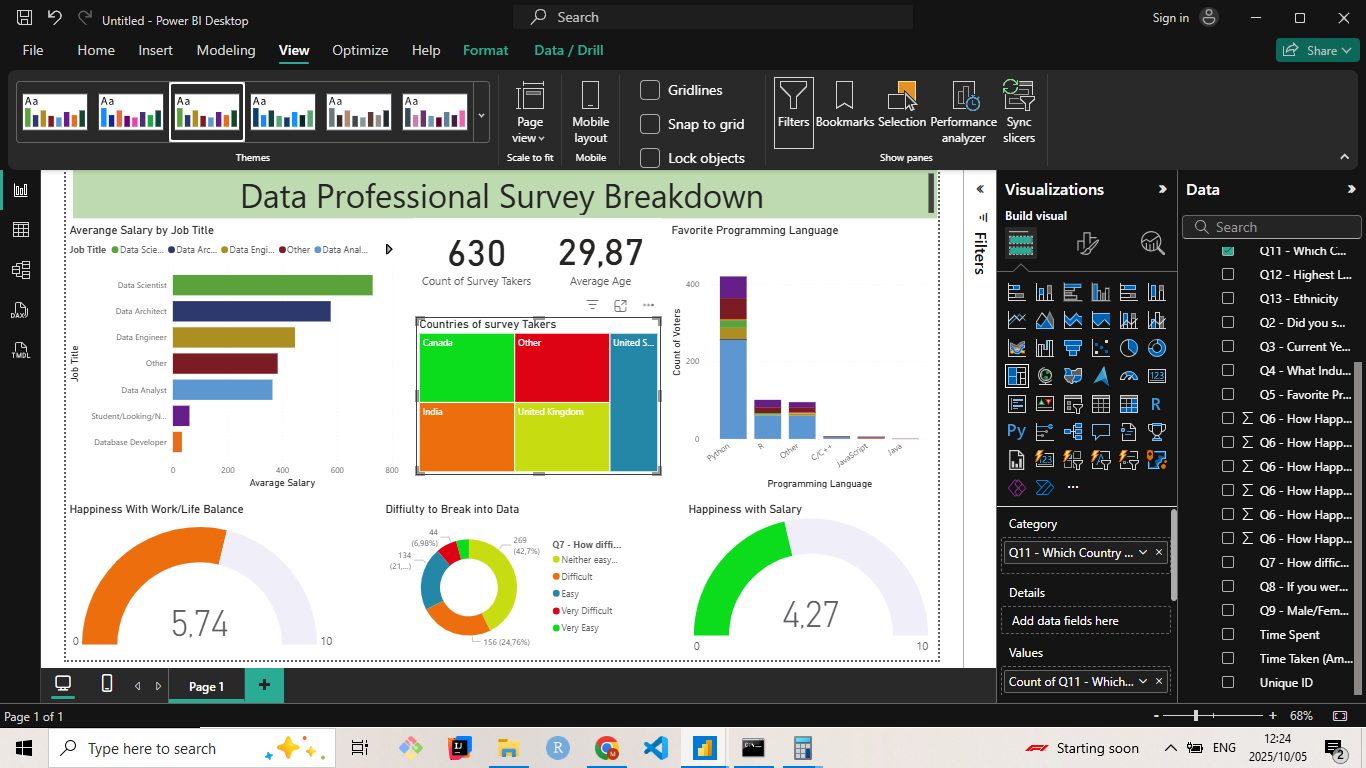 Untitled - Power BI Desktop
Search
Sign in
File
Home
Insert
Modeling
View
Optimize
Help
Format
Data / Drill
Share
Aa
Aa
Aa
Aa
Aa
Aa
Page view
Mobile layout
Gridlines
Snap to grid
Lock objects
Filters
Bookmarks
Selection
Performance analyzer
Sync slicers
Themes
Scale to fit
Mobile
Show panes
Data Professional Survey Breakdown
Averange Salary by Job Title
Job Title
Data Scie...
Data Arc...
Data Engi...
Other
Data Anal...
Data Scientist
Data Architect
Data Engineer
Other
Data Analyst
Student/Looking/N...
Database Developer
Job Title
0
200
400
600
800
Avarage Salary
630
Count of Survey Takers
29,87
Average Age
Countries of survey Takers
Canada
Other
United S...
India
United Kingdom
Favorite Programming Language
Count of Voters
400
200
0
Python
R
Other
C/C++
JavaScript
Java
Programming Language
Happiness With Work/Life Balance
5,74
0
10
Diffiulty to Break into Data
44
(6,98%)
269
(42,7%)
134
(21,...)
156 (24,76%)
Q7 - How diffi...
Neither easy...
Difficult
Easy
Very Difficult
Very Easy
Happiness with Salary
4,27
0
10
Filters
Visualizations
Build visual
123
R
Py
123
...
Category
Q11 - Which Country ...
Details
Add data fields here
Values
Count of Q11 - Which...
Data
Search
Q11 - Which C...
Q12 - Highest L...
Q13 - Ethnicity
Q2 - Did you s...
Q3 - Current Ye...
Q4 - What Indu...
Q5 - Favorite Pr...
Q6 - How Happ...
Q6 - How Happ...
Q6 - How Happ...
Q6 - How Happ...
Q6 - How Happ...
Q6 - How Happ...
Q7 - How diffic...
Q8 - If you wer...
Q9 - Male/Fem...
Time Spent
Time Taken (Am...
Unique ID
DAX
TMDL
Page 1
+
Page 1 of 1
-
+
68%
Type here to search
R
Starting soon
ENG
12:24
2025/10/05
2